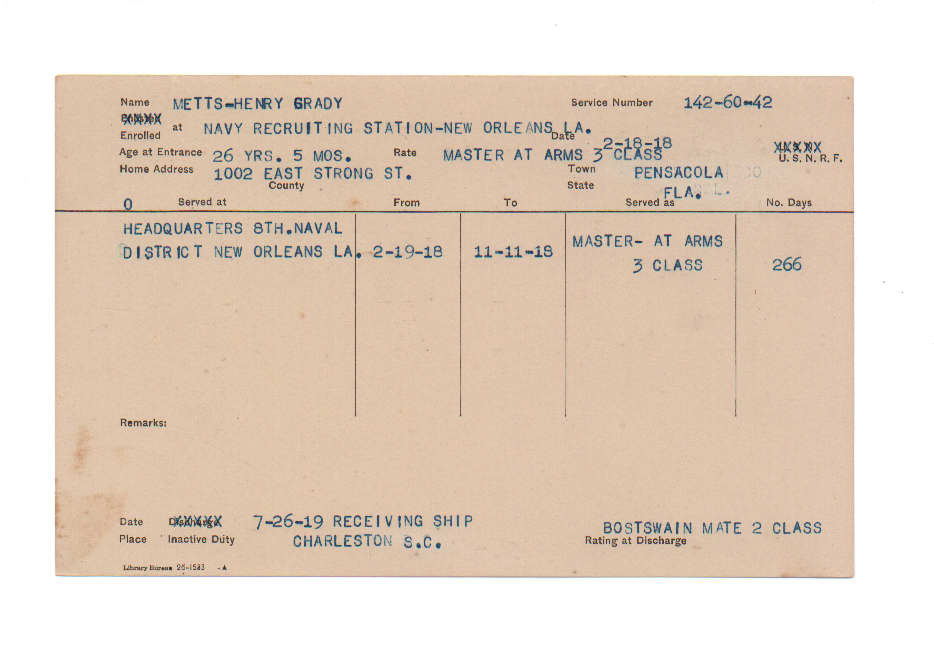 Name METTS-HENRY GRADY Service Number 142-60-42
Enrolled at NAVY RECRUITING STATION-NEW ORLEANS LA.
Date 2-18-18
Age at Entrance 26 YRS. 5 MOS. Rate MASTER AT ARMS 3 CLASS U. S. N. R. F.
Home Address 1002 EAST STRONG ST. Town PENSACOLA
County State FLA.
0 Served at From To Served as No. Days
HEADQUARTERS 8TH.NAVAL
DISTRICT NEW ORLEANS LA. 2-19-18 11-11-18 MASTER- AT ARMS
3 CLASS 266
Remarks:
Date Discharge 7-26-19 RECEIVING SHIP BOSTSWAIN MATE 2 CLASS
Place Inactive Duty CHARLESTON S.C. Rating at Discharge
Library Bureau 26-1583 -A